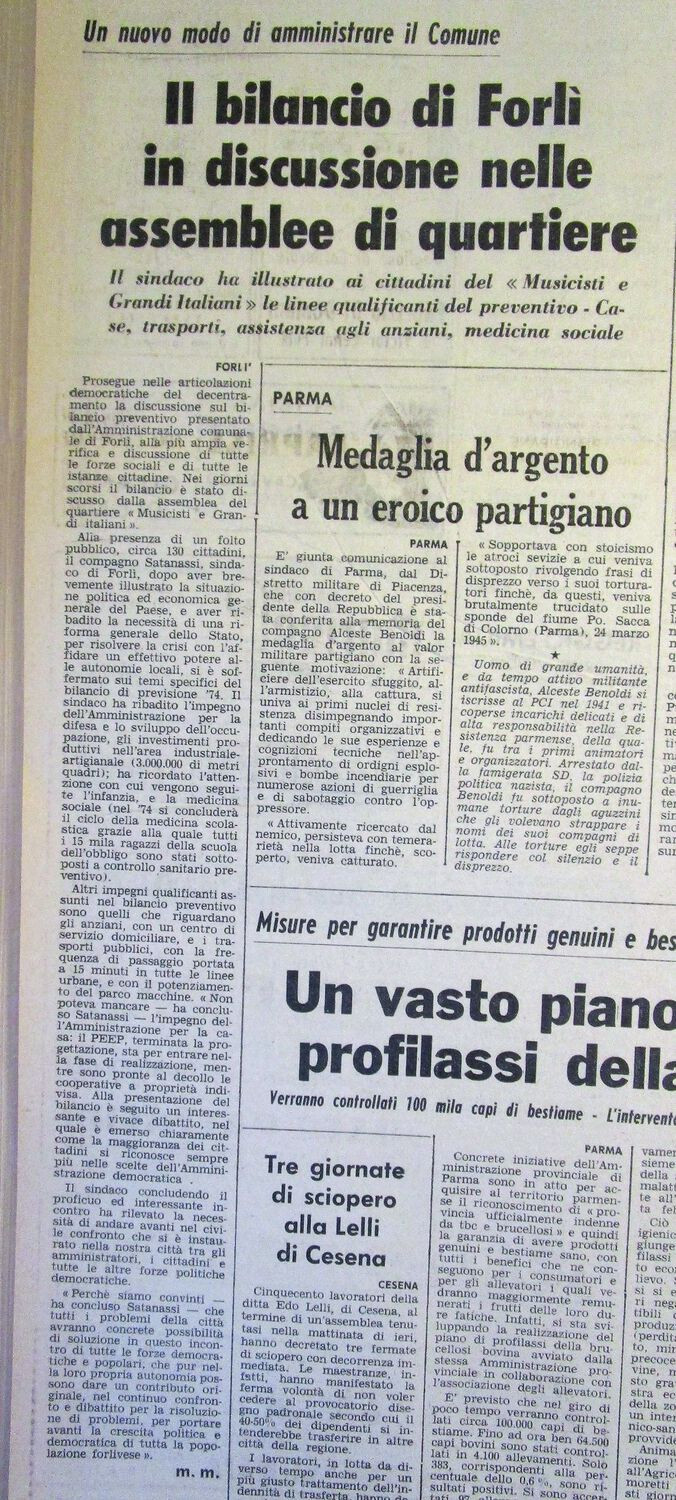 Un nuovo modo di amministrare il Comune
Il bilancio di Forlì
in discussione nelle
assemblee di quartiere
Il sindaco ha illustrato ai cittadini del « Musicisti e
Grandi Italiani » le linee qualificanti del preventivo - Ca-
se, trasporti, assistenza agli anziani, medicina sociale
FORLI'
Prosegue nelle articolazioni
democratiche del decentra-
mento la discussione sul bi-
lancio preventivo presentato
dall'Amministrazione comuna-
le di Forlì, alla più ampia ve-
rifica e discussione di tutte
le forze sociali e di tutte le
istanze cittadine. Nei giorni
scorsi il bilancio è stato di-
scusso dalla assemblea del
quartiere « Musicisti e Gran-
di italiani ».
Alla presenza di un folto
pubblico, circa 130 cittadini,
il compagno Satanassi, sinda-
co di Forlì, dopo aver bre-
vemente illustrato la situazio-
ne politica ed economica ge-
nerale del Paese, e aver ri-
badito la necessità di una ri-
forma generale dello Stato,
per risolvere la crisi con l'af-
fidare un effettivo potere al-
le autonomie locali, si è sof-
fermato sui temi specifici del
bilancio di previsione '74. Il
sindaco ha ribadito l'impegno
dell'Amministrazione per la
difesa e lo sviluppo dell'occu-
pazione, gli investimenti pro-
duttivi nell'area industriale-
artigianale (3.000.000 di metri
quadri); ha ricordato l'atten-
zione con cui vengono segui-
te l'infanzia, e la medicina
sociale (nel '74 si concluderà
il ciclo della medicina scola-
stica grazie alla quale tutti
i 15 mila ragazzi della scuola
dell'obbligo sono stati sotto-
posti a controllo sanitario pre-
ventivo).
Altri impegni qualificanti as-
sunti nel bilancio preventivo
sono quelli che riguardano
gli anziani, con un centro di
servizio domiciliare, e i tra-
sporti pubblici, con la fre-
quenza di passaggio portata
a 15 minuti in tutte le linee
urbane, e con il potenziamen-
to del parco macchine. « Non
poteva mancare — ha conclu-
so Satanassi — l'impegno del-
l'Amministrazione per la ca-
sa: il PEEP, terminata la pro-
gettazione, sta per entrare nel-
la fase di realizzazione, men-
tre sono pronte al decollo le
cooperative a proprietà indi-
visa. Alla presentazione del
bilancio è seguito un interes-
sante e vivace dibattito, nel
quale è emerso chiaramente
come la maggioranza dei cit-
tadini si riconosce sempre
più nelle scelte dell'Ammini-
strazione democratica .
Il sindaco concludendo il
proficuo ed interessante in-
contro ha rilevato la necessi-
tà di andare avanti nel civi-
le confronto che si è instau-
rato nella nostra città tra gli
amministratori, i cittadini e
tutte le altre forze politiche
democratiche.
« Perchè siamo convinti —
ha concluso Satanassi — che
tutti i problemi della città
avranno concrete possibilità
di soluzione in questo incon-
tro di tutte le forze democra-
tiche e popolari, che pur nel-
la loro propria autonomia pos-
sono dare un contributo ori-
ginale, nel continuo confron-
to e dibattito per la risoluzio-
ne di problemi, per portare
avanti la crescita politica e
democratica di tutta la popo-
lazione forlivese ».
m. m.
PARMA
Medaglia d'argento
a un eroico partigiano
PARMA
E' giunta comunicazione al
sindaco di Parma, dal Di-
stretto militare di Piacenza,
che con decreto del presi-
dente della Repubblica e sta-
ta conferita alla memoria del
compagno Alceste Benoldi la
medaglia d'argento al valor
militare partigiano con la se-
guente motivazione: « Artifi-
ciere dell'esercito sfuggito, al-
l'armistizio, alla cattura, si
univa ai primi nuclei di resi-
stenza disimpegnando impor-
tanti compiti organizzativi e
dedicando le sue esperienze e
cognizioni tecniche nell'ap-
prontamento di ordigni esplo-
sivi e bombe incendiarie per
numerose azioni di guerriglia
e di sabotaggio contro l'op-
pressore.
« Attivamente ricercato dal
nemico, persisteva con temera-
rietà nella lotta finchè, sco-
perto, veniva catturato.
« Sopportava con stoicismo
le atroci sevizie a cui veniva
sottoposto rivolgendo frasi di
disprezzo verso i suoi tortura-
tori finchè, da questi, veniva
brutalmente trucidato sulle
sponde del fiume Po. Sacca
di Colorno (Parma), 24 marzo
1945 ».
★
Uomo di grande umanità,
e da tempo attivo militante
antifascista, Alceste Benoldi si
iscrisse al PCI nel 1941 e ri-
coperse incarichi delicati e di
alta responsabilità nella Re-
sistenza parmense, della qua-
le, fu tra i primi animatori
e organizzatori. Arrestato dal-
la famigerata SD, la polizia
politica nazista, il compagno
Benoldi fu sottoposto a inu-
mane torture dagli aguzzini
che gli volevano strappare i
nomi dei suoi compagni di
lotta. Alle torture egli seppe
rispondere col silenzio e il
disprezzo.
Misure per garantire prodotti genuini e bes
Un vasto piano
profilassi della
Verranno controllati 100 mila capi di bestiame - L'intervento
Tre giornate
di sciopero
alla Lelli
di Cesena
CESENA
Cinquecento lavoratori della
ditta Edo Lelli, di Cesena, al
termine di un'assemblea tenu-
tasi nella mattinata di ieri,
hanno decretato tre fermate
di sciopero con decorrenza im-
mediata. Le maestranze, in-
fatti, hanno manifestato la
ferma volontà di non voler
cedere al provocatorio dise-
gno padronale secondo cui il
40-50% dei dipendenti si in-
tenderebbe trasferire in altre
città della regione.
I lavoratori, in lotta da di-
verso tempo anche per un
più giusto trattamento dell'in-
dennità di trasferta, hanno de-
PARMA
Concrete iniziative dell'Am-
ministrazione provinciale di
Parma sono in atto per ac-
quisire al territorio parmen-
se il riconoscimento di « pro-
vincia ufficialmente indenne
da tbc e brucellosi » e quindi
la garanzia di avere prodotti
genuini e bestiame sano, con
tutti i benefici che ne con-
seguono per i consumatori e
per gli allevatori i quali ve-
dranno maggiormente remu-
nerati i frutti delle loro du-
re fatiche. Infatti, si sta svi-
luppando la realizzazione del
piano di profilassi della bru-
cellosi bovina avviato dalla
stessa Amministrazione pro-
vinciale in collaborazione con
l'associazione degli allevatori.
E' previsto che nel giro di
poco tempo verranno control-
lati circa 100.000 capi di be-
stiame. Fino ad ora ben 64.500
capi bovini sono stati control-
lati in 4.100 allevamenti. Solo
383, corrispondenti alla per-
centuale dello 0,6 %, sono ri-
sultati positivi. Si sono accer-